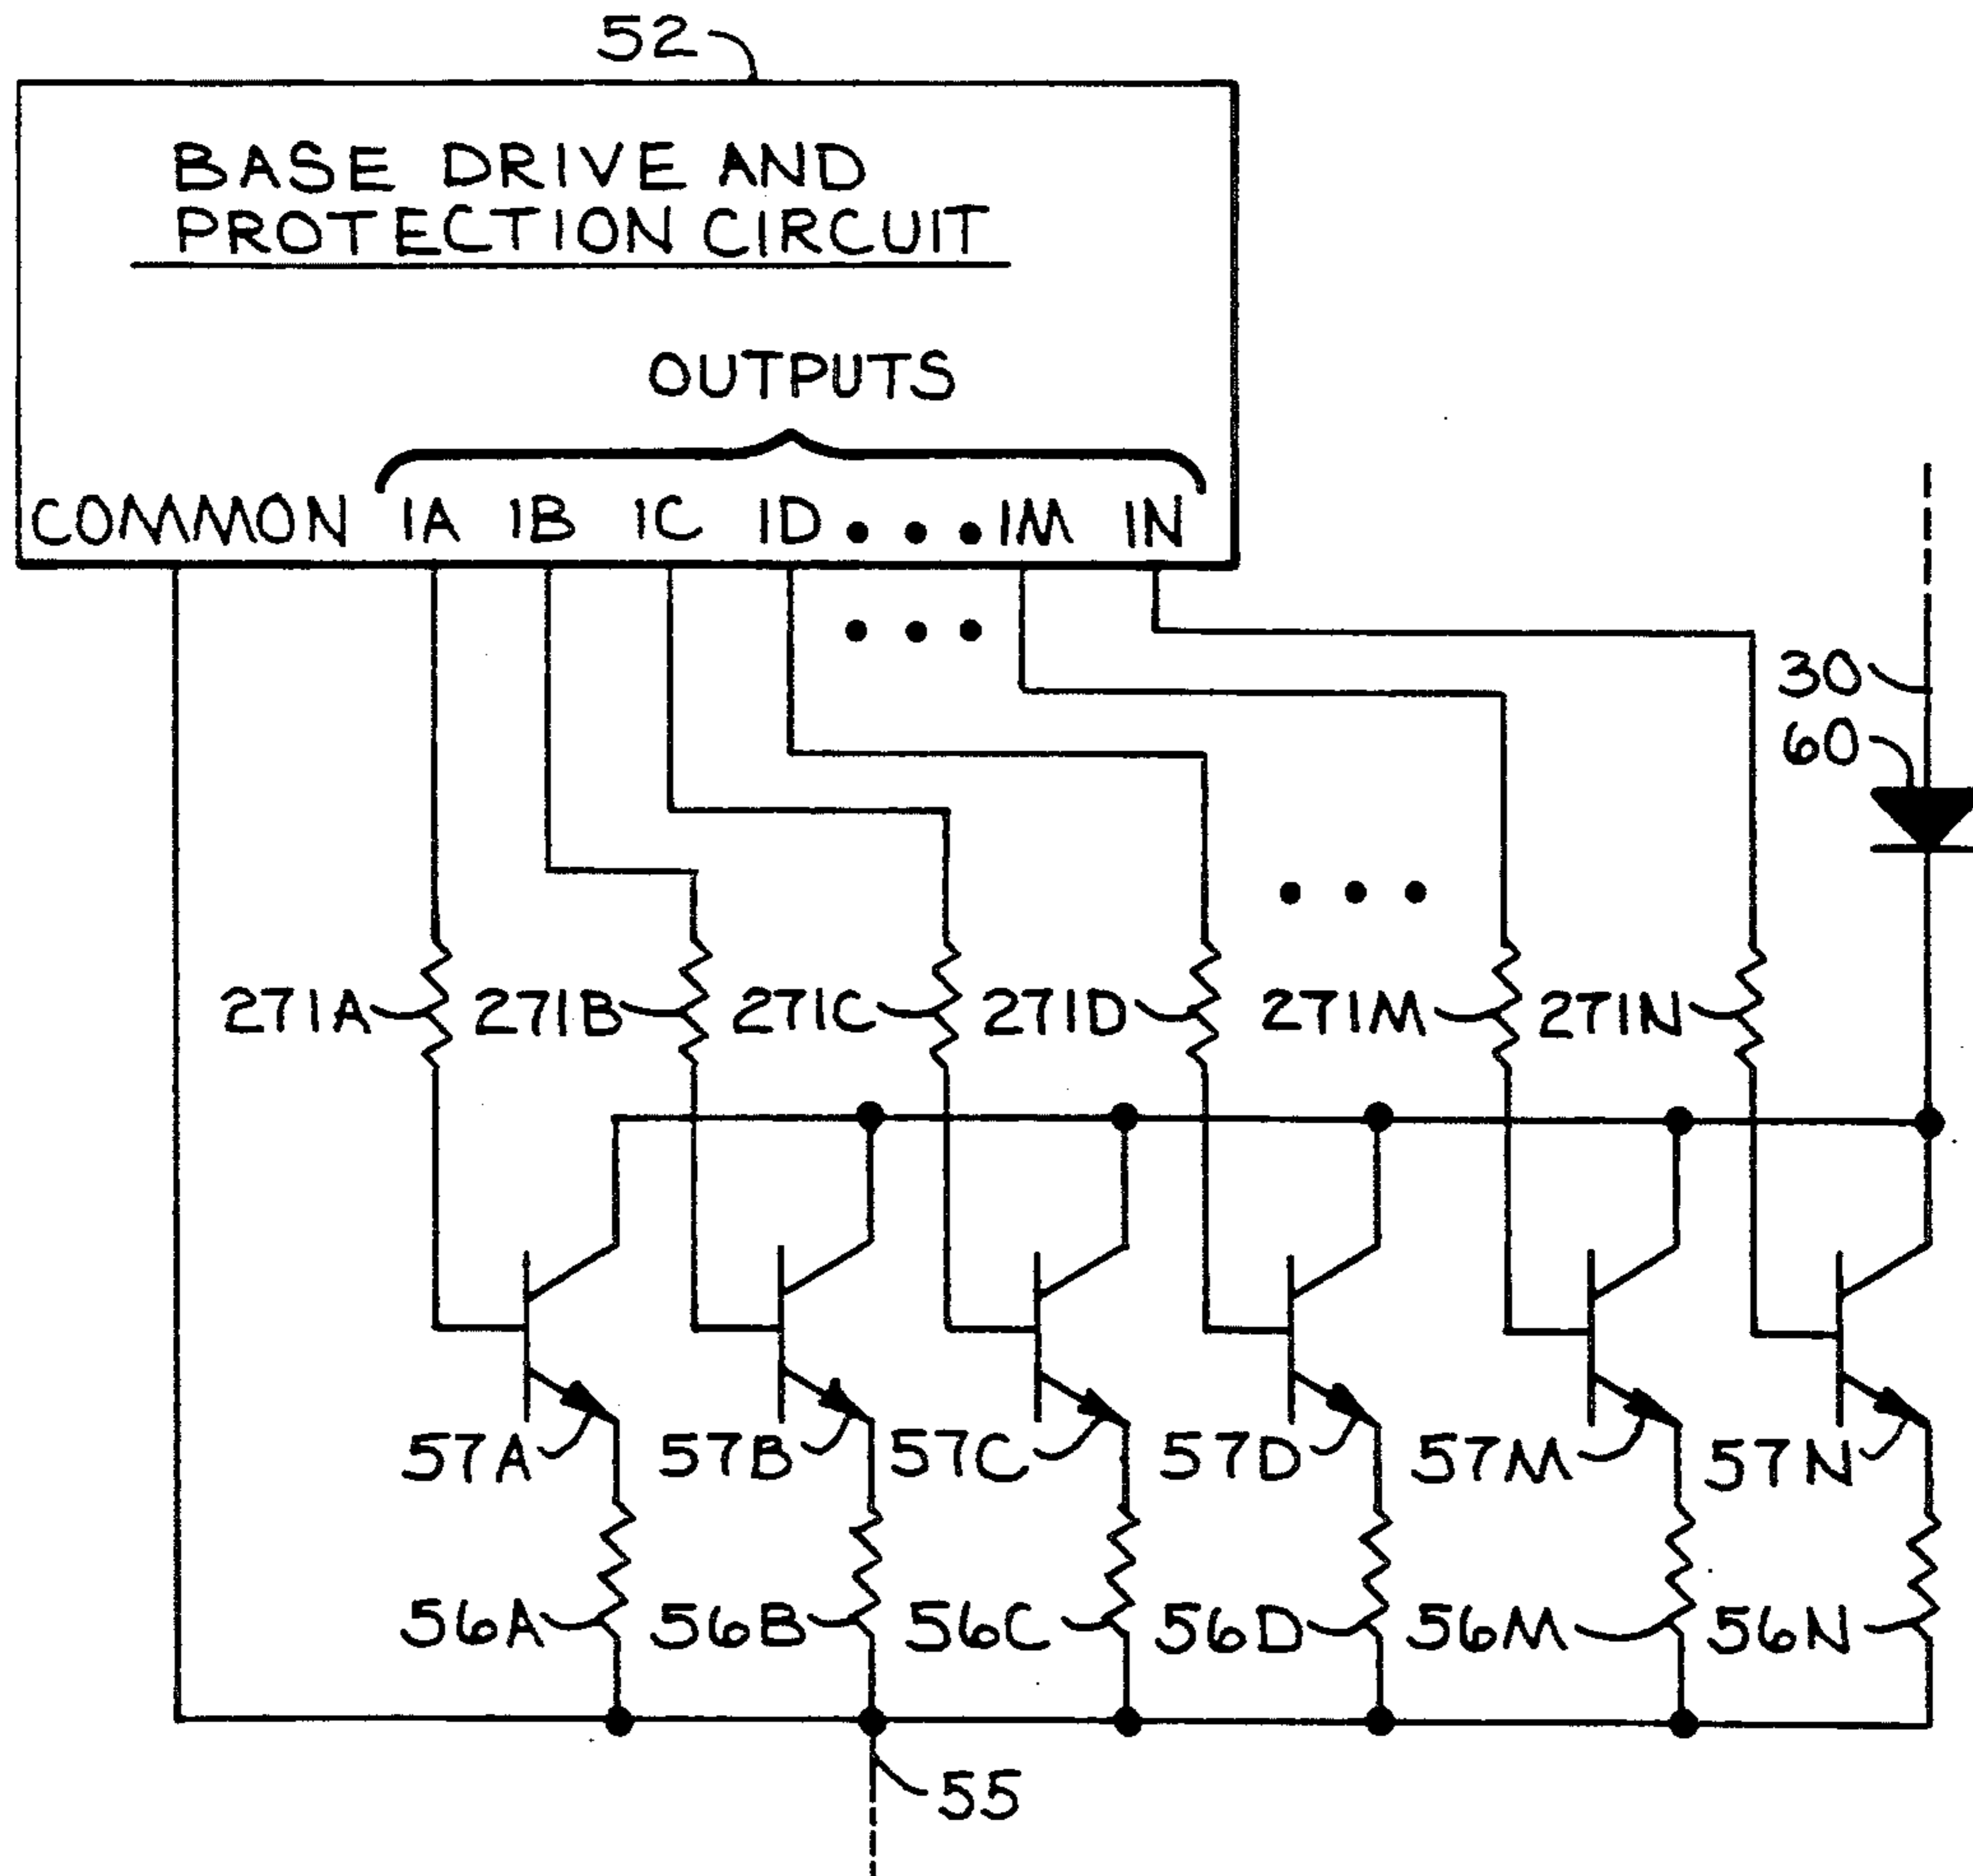 52
BASE DRIVE AND
PROTECTION CIRCUIT
OUTPUTS
COMMON 1A 1B 1C 1D • • • 1M 1N
• • •
30
60
• • •
271A 271B 271C 271D 271M 271N
57A 57B 57C 57D 57M 57N
56A 56B 56C 56D 56M 56N
55